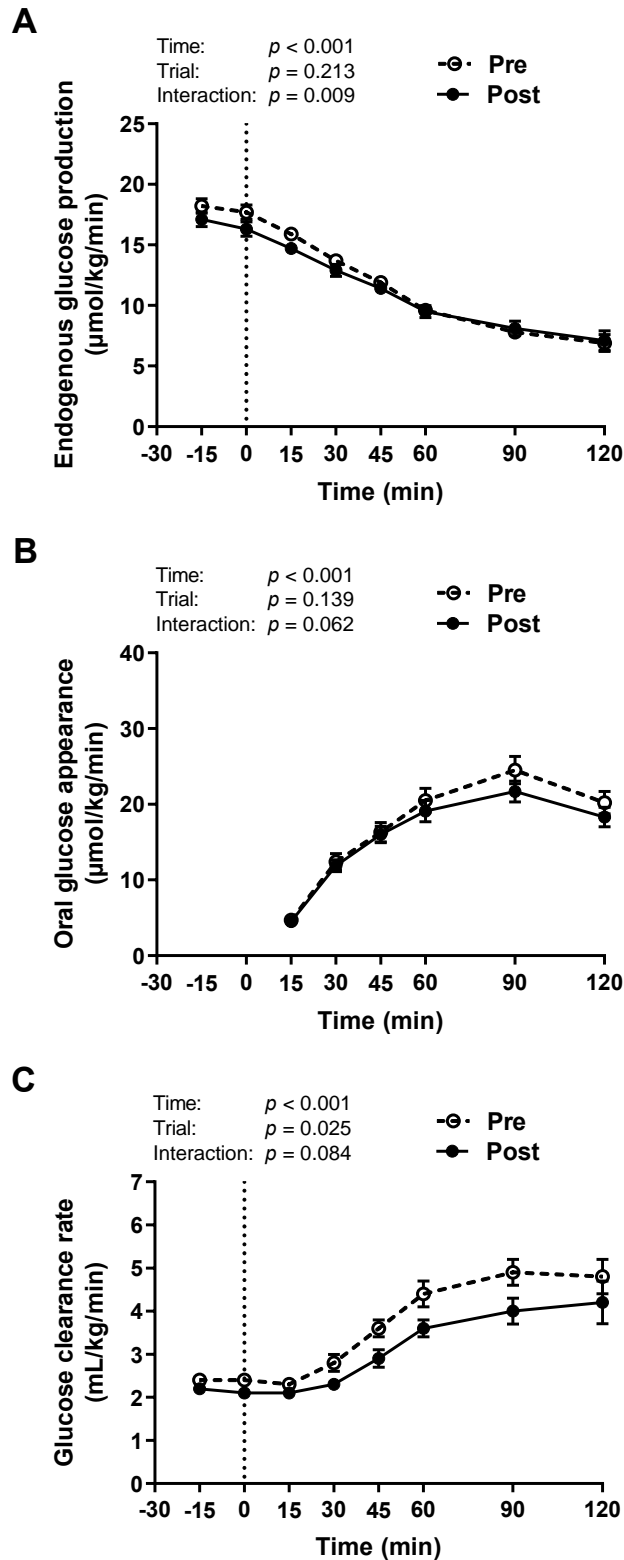 A
Time: p < 0.001
Trial: p = 0.213
Interaction: p = 0.009
Pre
Post
Endogenous glucose production
(µmol/kg/min)
25
20
15
10
5
0
-30 -15 0 15 30 45 60 90 120
Time (min)
B
Time: p < 0.001
Trial: p = 0.139
Interaction: p = 0.062
Pre
Post
Oral glucose appearance
(µmol/kg/min)
40
30
20
10
0
-30 -15 0 15 30 45 60 90 120
Time (min)
C
Time: p < 0.001
Trial: p = 0.025
Interaction: p = 0.084
Pre
Post
Glucose clearance rate
(mL/kg/min)
7
6
5
4
3
2
1
0
-30 -15 0 15 30 45 60 90 120
Time (min)